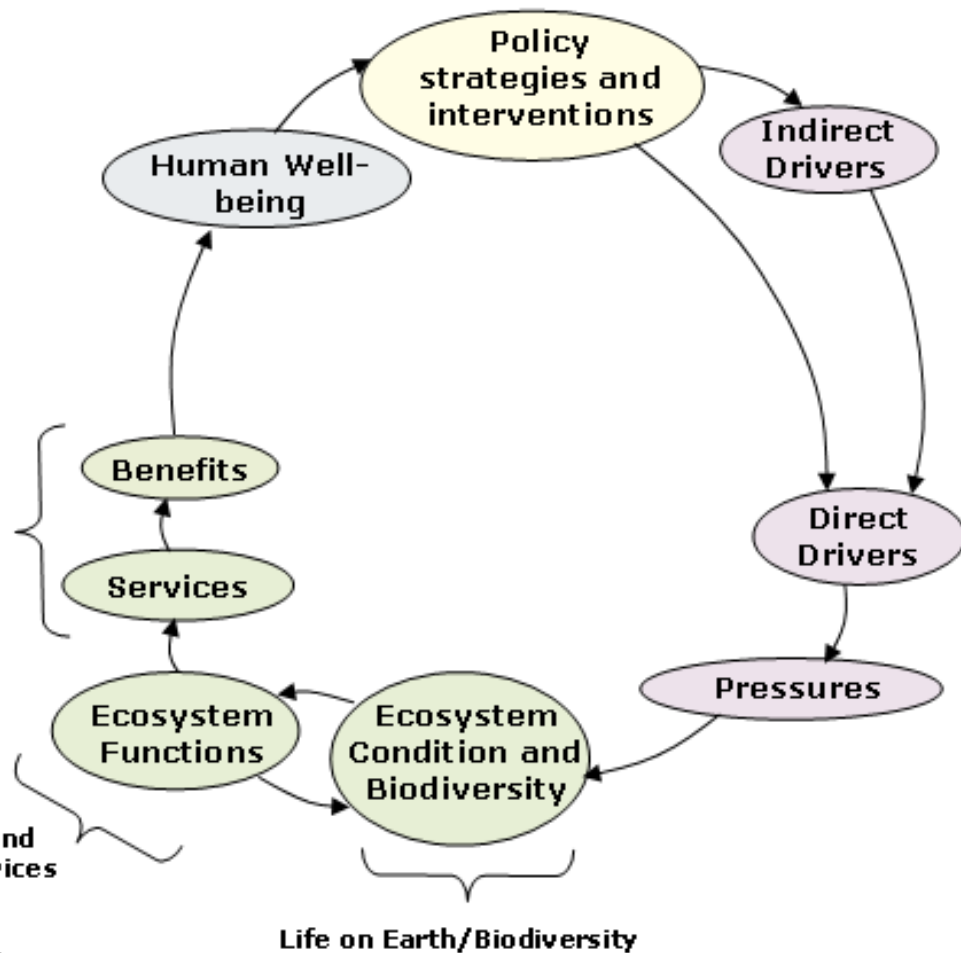 Policy
strategies and
interventions
Indirect
Drivers
Human Well-
being
Benefits
Direct
Drivers
Services
Pressures
Ecosystem
Functions
Ecosystem
Condition and
Biodiversity
Life on Earth/Biodiversity